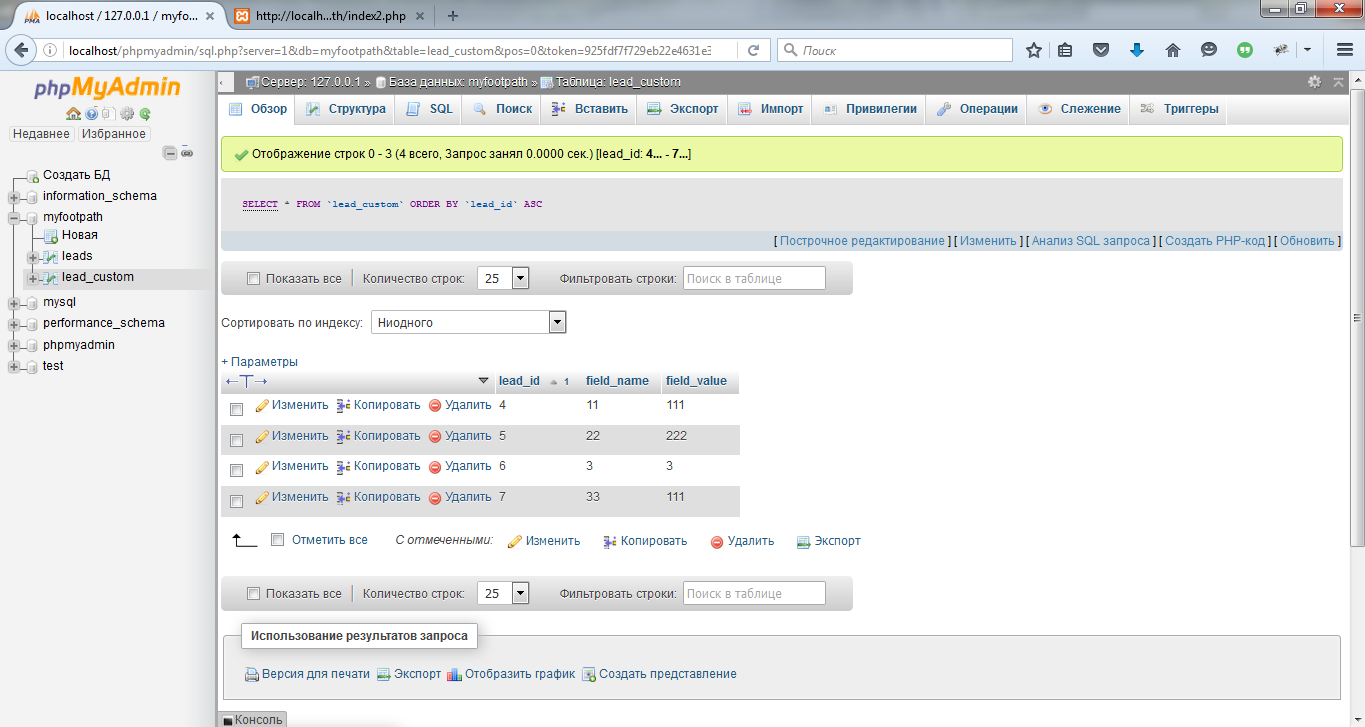 localhost / 127.0.0.1 / myfo... ×
http://localh...th/index2.php ×
localhost/phpmyadmin/sql.php?server=1&db=myfootpath&table=lead_custom&pos=0&token=925fdf7f729eb22e4631e3
Поиск
phpMyAdmin
Недавнее Избранное
Создать БД
information_schema
myfootpath
Новая
leads
lead_custom
mysql
performance_schema
phpmyadmin
test
Сервер: 127.0.0.1 » База данных: myfootpath » Таблица: lead_custom
Обзор Структура SQL Поиск Вставить Экспорт Импорт Привилегии Операции Слежение Триггеры
Отображение строк 0 - 3 (4 всего, Запрос занял 0.0000 сек.) [lead_id: 4... - 7...]
SELECT * FROM `lead_custom` ORDER BY `lead_id` ASC
[ Построчное редактирование ] [ Изменить ] [ Анализ SQL запроса ] [ Создать PHP-код ] [ Обновить ]
Показать все Количество строк: 25 Фильтровать строки: Поиск в таблице
Сортировать по индексу: Ниодного
+ Параметры
←T→ lead_id 1 field_name field_value
Изменить Копировать Удалить 4 11 111
Изменить Копировать Удалить 5 22 222
Изменить Копировать Удалить 6 3 3
Изменить Копировать Удалить 7 33 111
Отметить все С отмеченными: Изменить Копировать Удалить Экспорт
Показать все Количество строк: 25 Фильтровать строки: Поиск в таблице
Использование результатов запроса
Версия для печати Экспорт Отобразить график Создать представление
Консоль